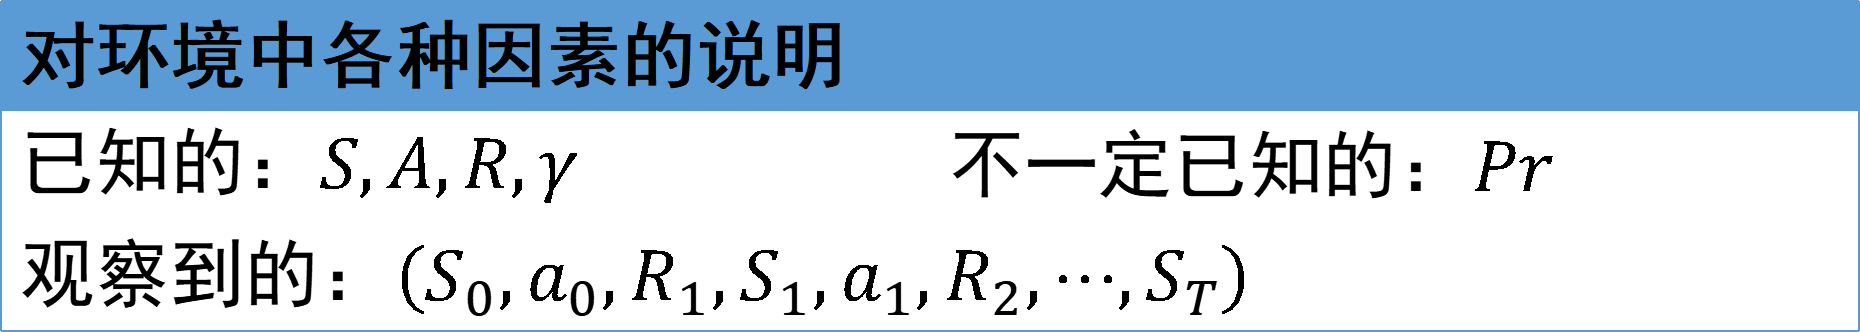 对环境中各种因素的说明
已知的：S, A, R, γ 不一定已知的：Pr
观察到的：(S₀, a₀, R₁, S₁, a₁, R₂, ⋯, S_T)